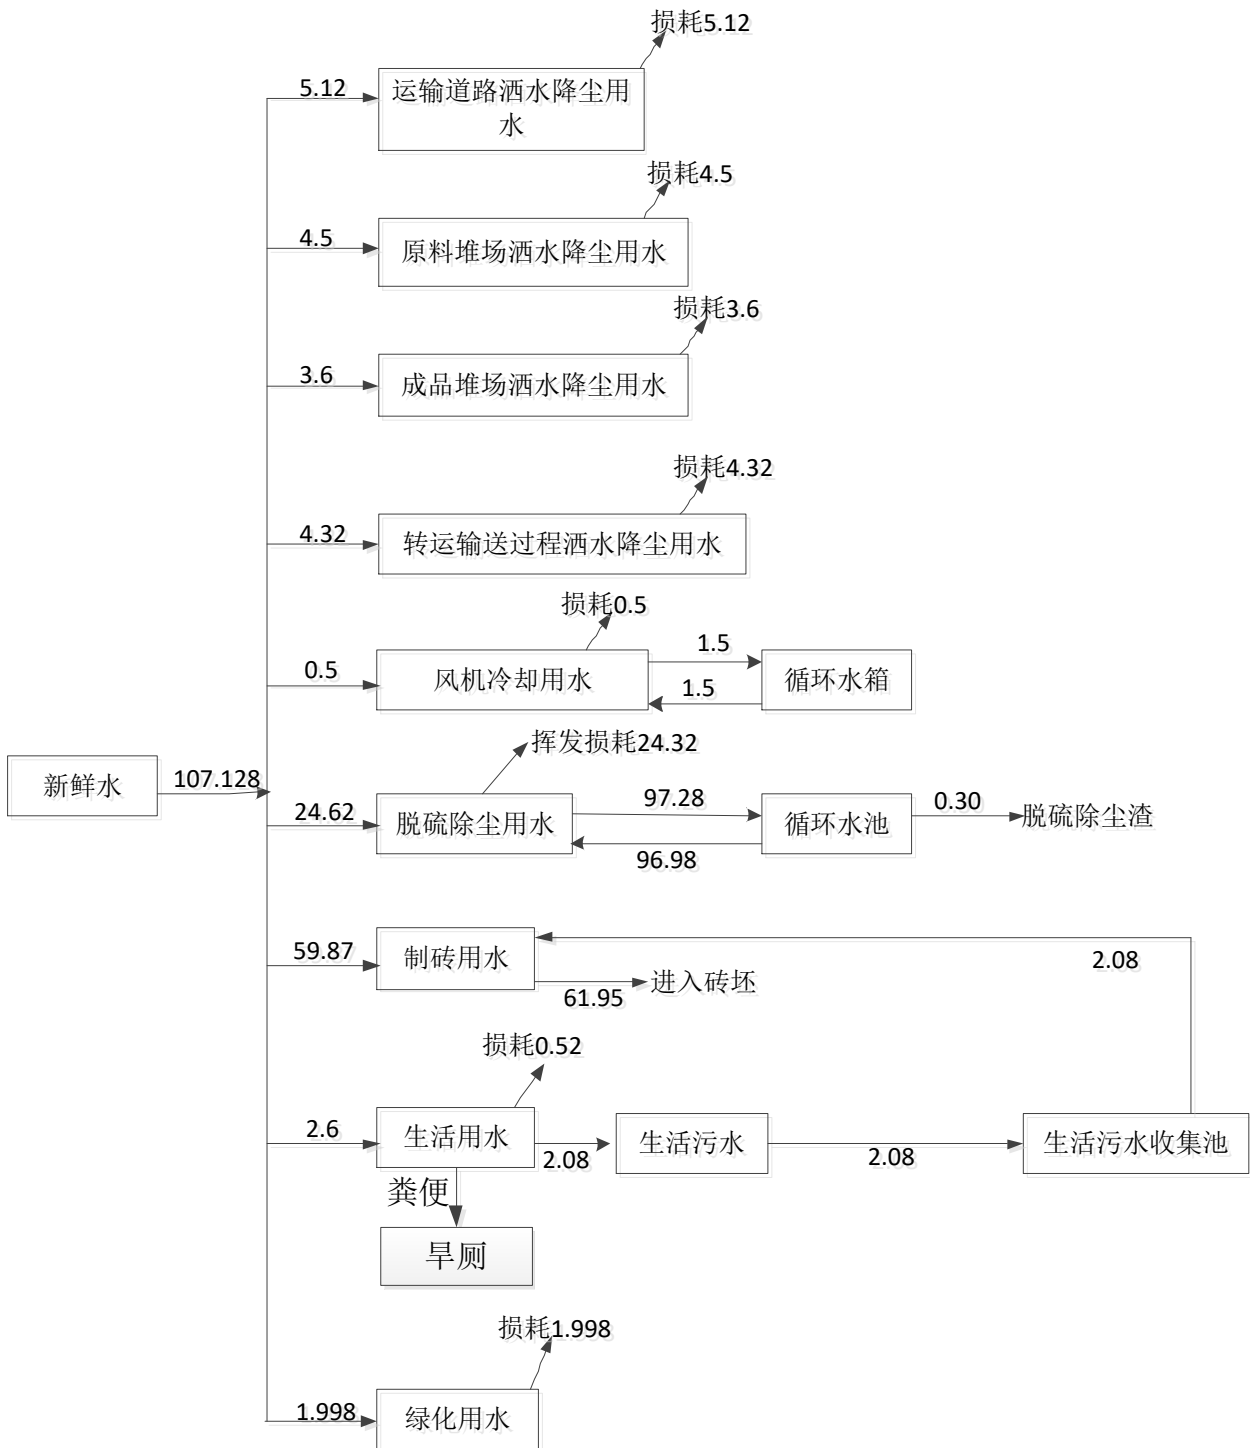 损耗5.12
5.12
运输道路洒水降尘用
水
损耗4.5
4.5
原料堆场洒水降尘用水
损耗3.6
3.6
成品堆场洒水降尘用水
损耗4.32
4.32
转运输送过程洒水降尘用水
损耗0.5
0.5
风机冷却用水
1.5
1.5
循环水箱
新鲜水
107.128
挥发损耗24.32
24.62
脱硫除尘用水
97.28
96.98
循环水池
0.30
脱硫除尘渣
59.87
制砖用水
61.95
进入砖坯
2.08
损耗0.52
2.6
生活用水
2.08
生活污水
2.08
生活污水收集池
粪便
旱厕
损耗1.998
1.998
绿化用水